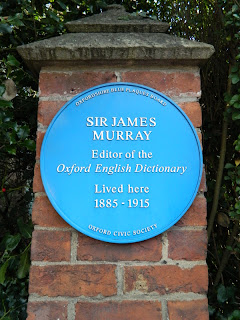 OXFORDSHIRE BLUE PLAQUES BOARD
SIR JAMES
MURRAY
Editor of the
Oxford English Dictionary
Lived here
1885 - 1915
OXFORD CIVIC SOCIETY